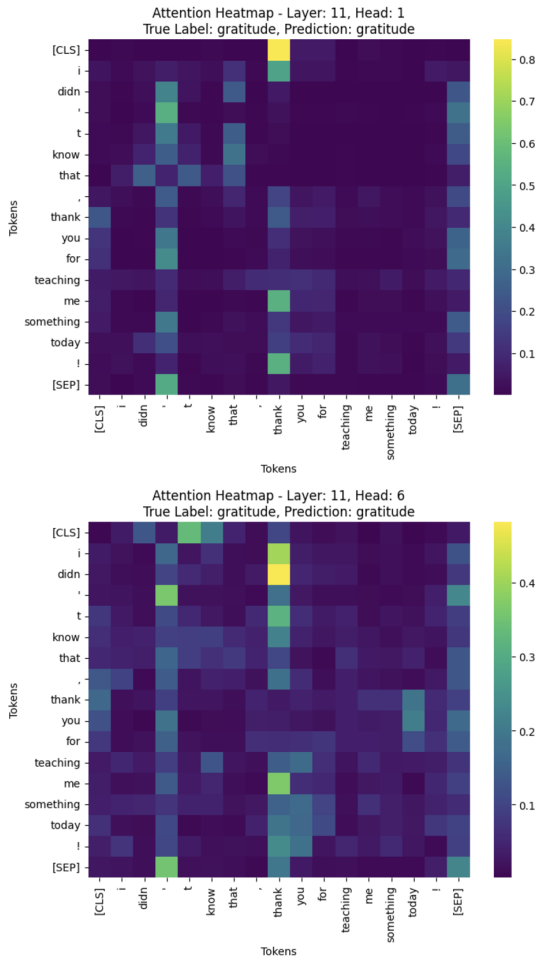 Attention Heatmap - Layer: 11, Head: 1
True Label: gratitude, Prediction: gratitude
[CLS]
i
didn
'
t
know
that
,
thank
you
for
teaching
me
something
today
!
[SEP]
Tokens
[CLS]
i
didn
'
t
know
that
,
thank
you
for
teaching
me
something
today
!
[SEP]
Tokens
0.8
0.7
0.6
0.5
0.4
0.3
0.2
0.1
Attention Heatmap - Layer: 11, Head: 6
True Label: gratitude, Prediction: gratitude
[CLS]
i
didn
'
t
know
that
,
thank
you
for
teaching
me
something
today
!
[SEP]
Tokens
[CLS]
i
didn
'
t
know
that
,
thank
you
for
teaching
me
something
today
!
[SEP]
Tokens
0.4
0.3
0.2
0.1